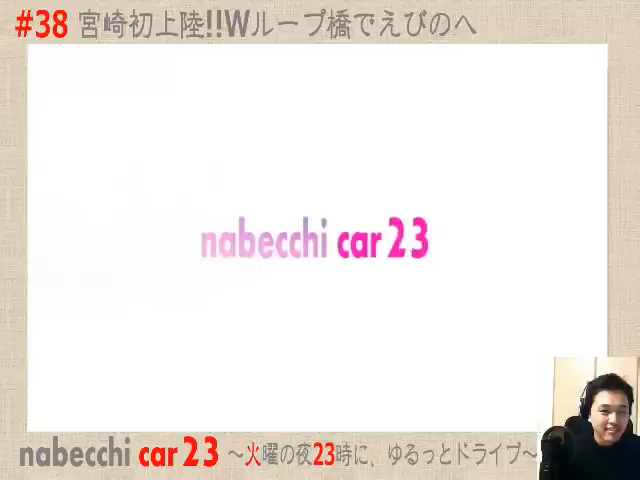 #38 宮崎初上陸!!Wループ橋でえびのへ
nabecchi car 23
nabecchi car 23 ～火曜の夜23時に、ゆるっとドライブ～